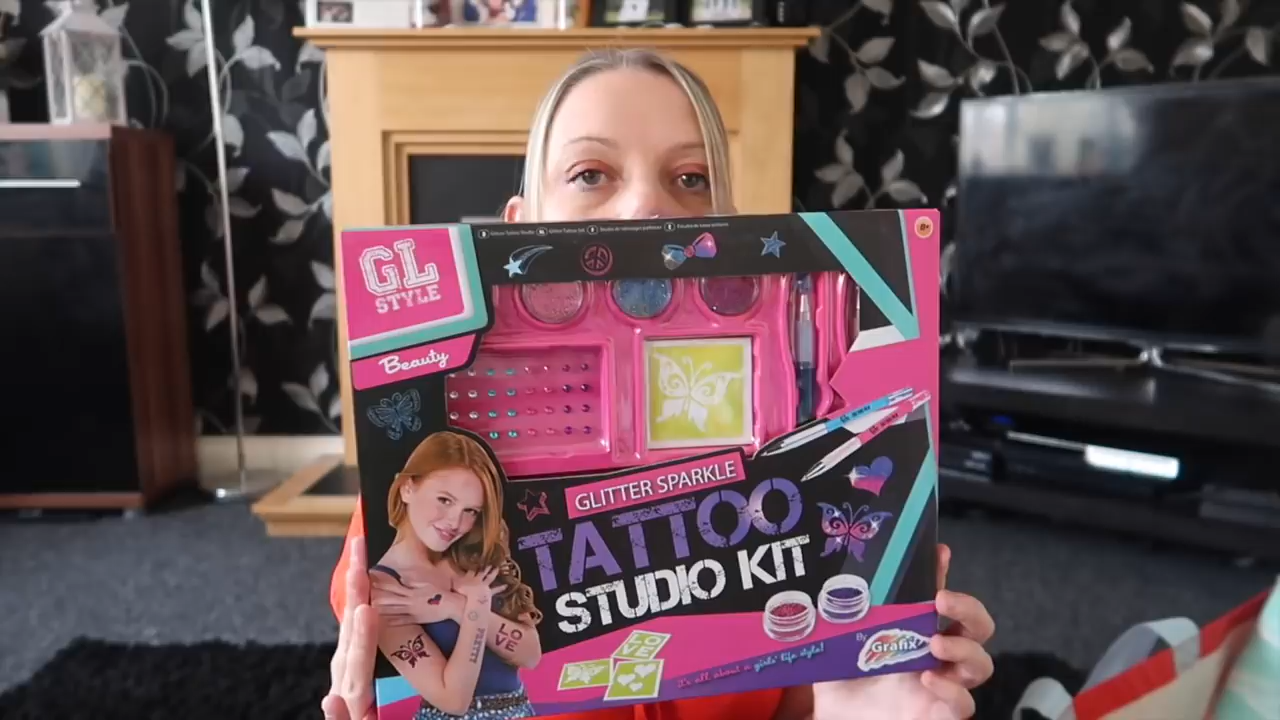 GL
STYLE
Beauty
8+
GLITTER SPARKLE
TATTOO
STUDIO KIT
LOVE
LOVE
it's all about a girls' life style!
By
Grafix